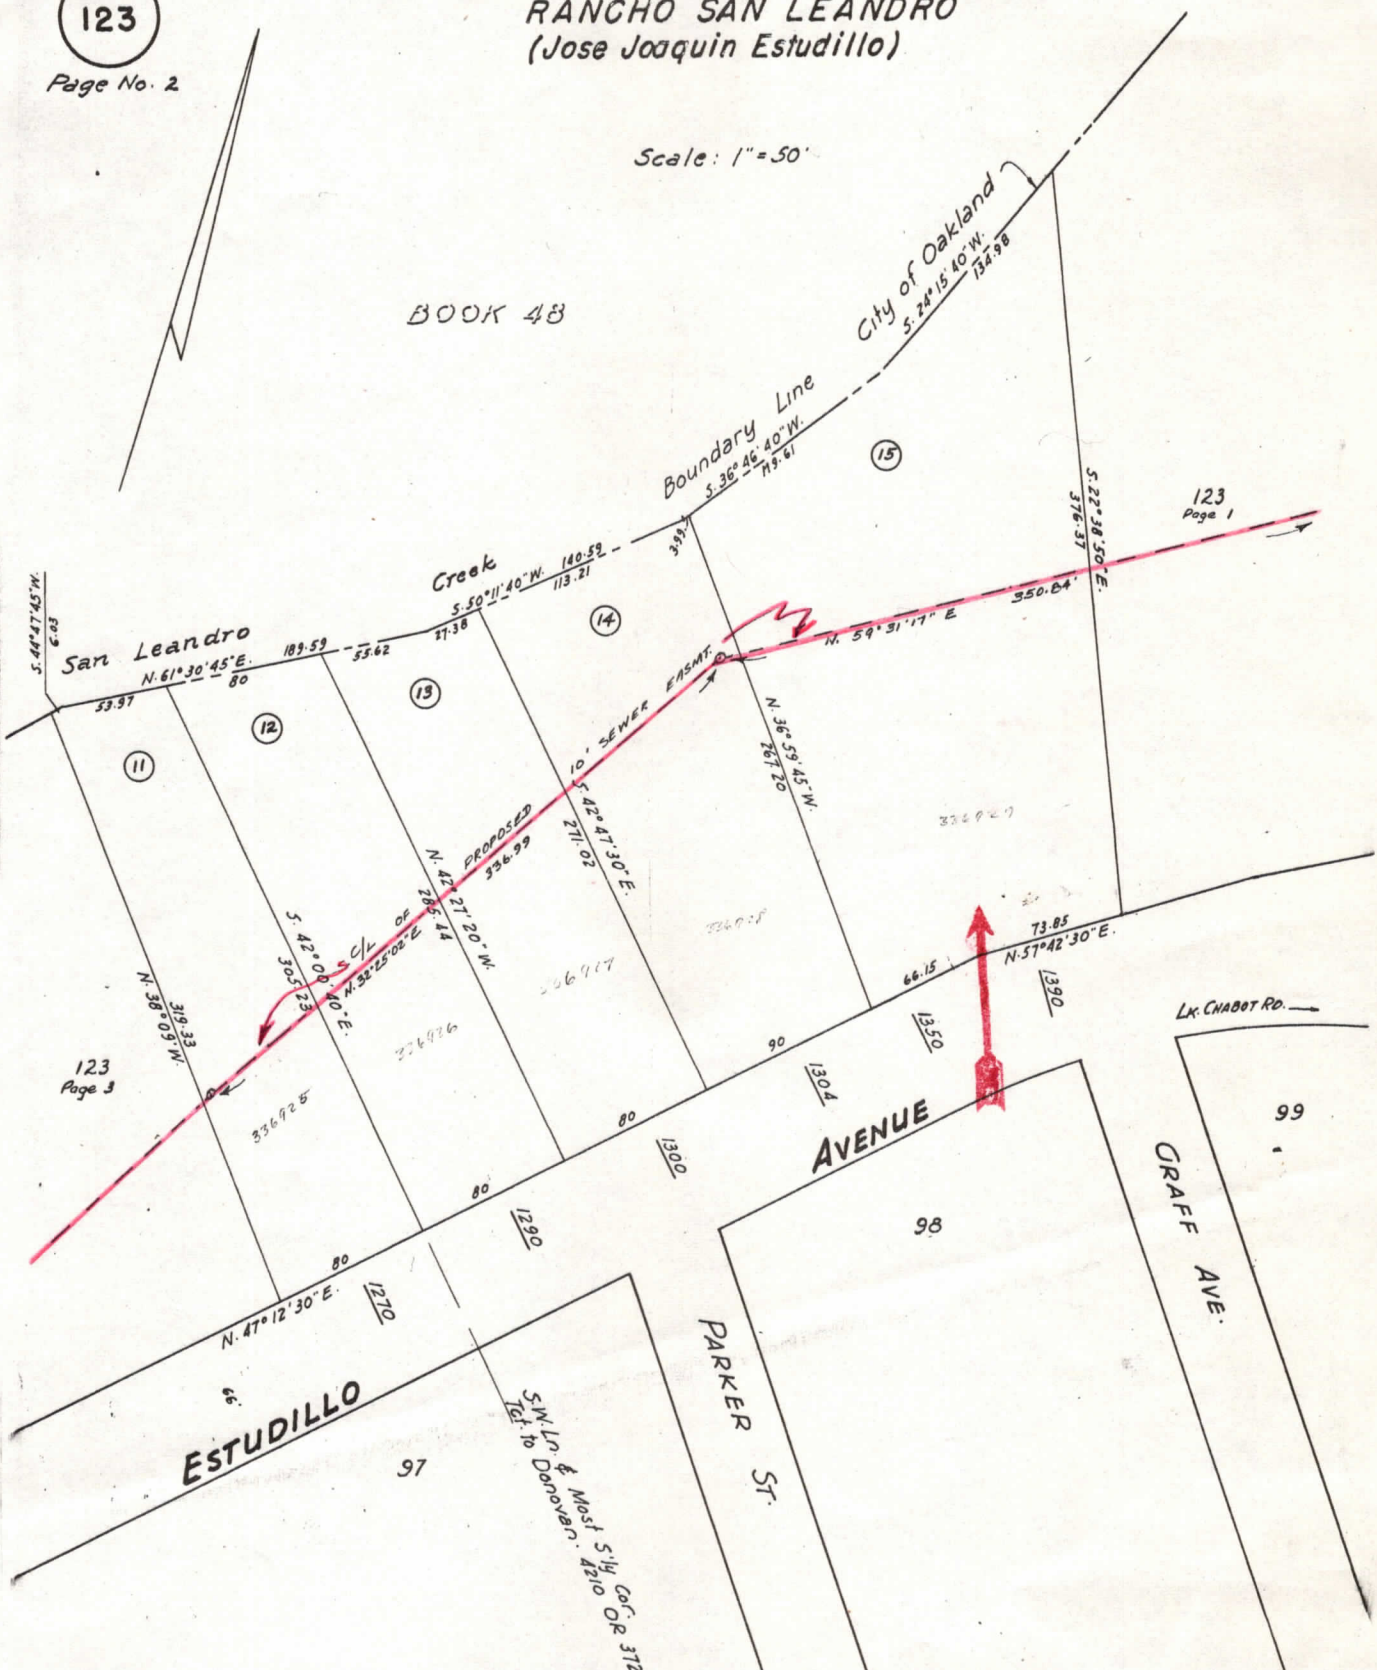 123
Page No. 2
RANCHO SAN LEANDRO
(Jose Joaquin Estudillo)
Scale: 1"=50'
BOOK 4B
City of Oakland
S. 24° 15' 40" W.
134.98
Boundary Line
S. 36° 46' 40" W.
119.61
15
S. 22° 38' 50" E.
376.37
123
Page 1
3.99
Creek
S. 50° 11' 40" W. 140.59
113.21
27.38
14
350.84'
N. 59° 31' 17" E
S. 44° 47' 45" W.
6.03
San Leandro
N. 61° 30' 45" E. 189.59
53.97
80
55.62
13
12
11
C/L OF PROPOSED 10' SEWER EASMT.
N. 32° 25' 02" E
336.99
N. 36° 59' 45" W.
267.20
S. 42° 47' 30" E.
271.02
N. 42° 27' 20" W.
285.44
S. 42° 00' 40" E.
305.23
N. 38° 09' W.
319.33
336925
336926
123
Page 3
73.85
N. 57° 42' 30" E.
66.15
90
80
80
80
N. 47° 12' 30" E.
1390
1350
1304
1300
1290
1270
LK. CHABOT RD.
99
98
97
66'
ESTUDILLO AVENUE
GRAFF AVE.
PARKER ST.
S.W. Ln. & Most S'ly Cor.
to Donovan. 4210 OR 372